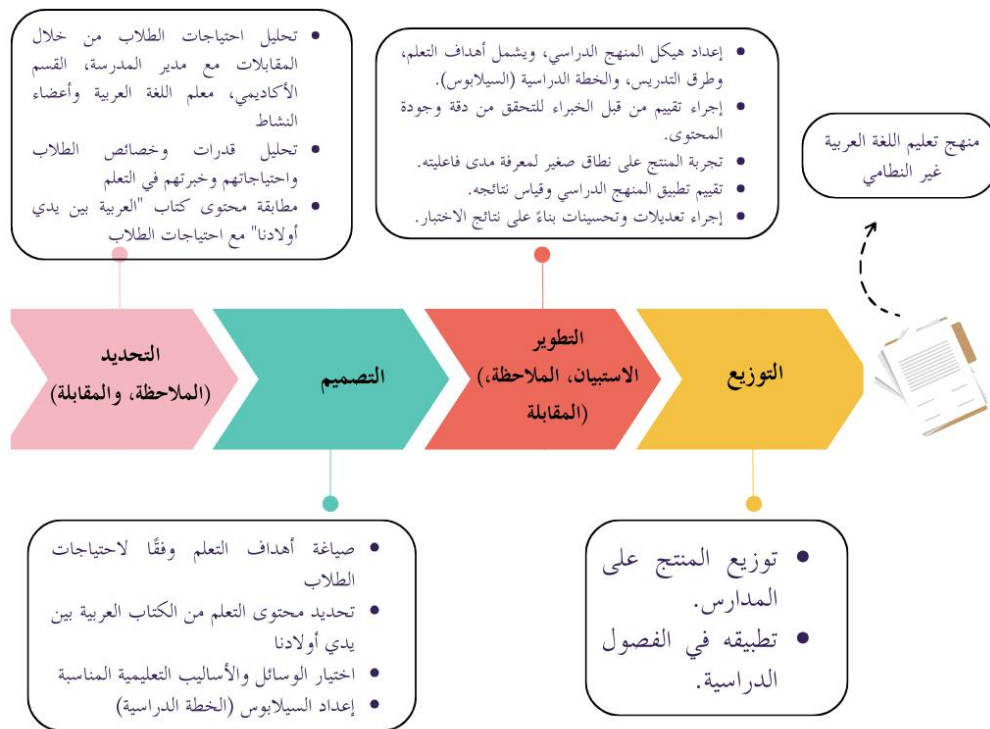 تحليل احتياجات الطلاب من خلال
المقابلات مع مدير المدرسة، القسم
الأكاديمي، معلم اللغة العربية وأعضاء
النشاط
تحليل قدرات وخصائص الطلاب
واحتياجاتهم وخبرتهم في التعلم
مطابقة محتوى كتاب "العربية بين يدي
أولادنا" مع احتياجات الطلاب
إعداد هيكل المنهج الدراسي، ويشمل أهداف التعلم،
وطرق التدريس، والخطة الدراسية (السيلابوس).
إجراء تقييم من قبل الخبراء للتحقق من دقة وجودة
المحتوى.
تجربة المنتج على نطاق صغير لمعرفة مدى فاعليته.
تقييم تطبيق المنهج الدراسي وقياس نتائجه.
إجراء تعديلات وتحسينات بناءً على نتائج الاختبار.
منهج تعليم اللغة العربية
غير النظامي
التحديد
(الملاحظة، والمقابلة)
التصميم
التطوير
الاستبيان، الملاحظة،)
(المقابلة
التوزيع
صياغة أهداف التعلم وفقًا لاحتياجات
الطلاب
تحديد محتوى التعلم من الكتاب العربية بين
يدي أولادنا
اختيار الوسائل والأساليب التعليمية المناسبة
إعداد السيلابوس (الخطة الدراسية)
توزيع المنتج على
المدارس.
تطبيقه في الفصول
الدراسية.